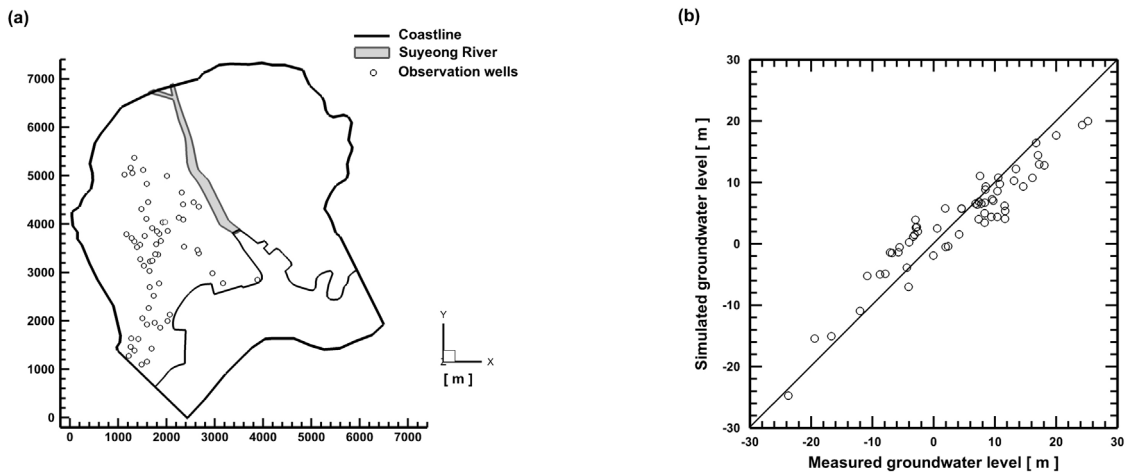 (a)
Coastline
Suyeong River
Observation wells
7000
6000
5000
4000
3000
2000
1000
0
0 1000 2000 3000 4000 5000 6000 7000
Y
Z X
[ m ]
(b)
30
20
10
0
-10
-20
-30
-30 -20 -10 0 10 20 30
Simulated groundwater level [ m ]
Measured groundwater level [ m ]